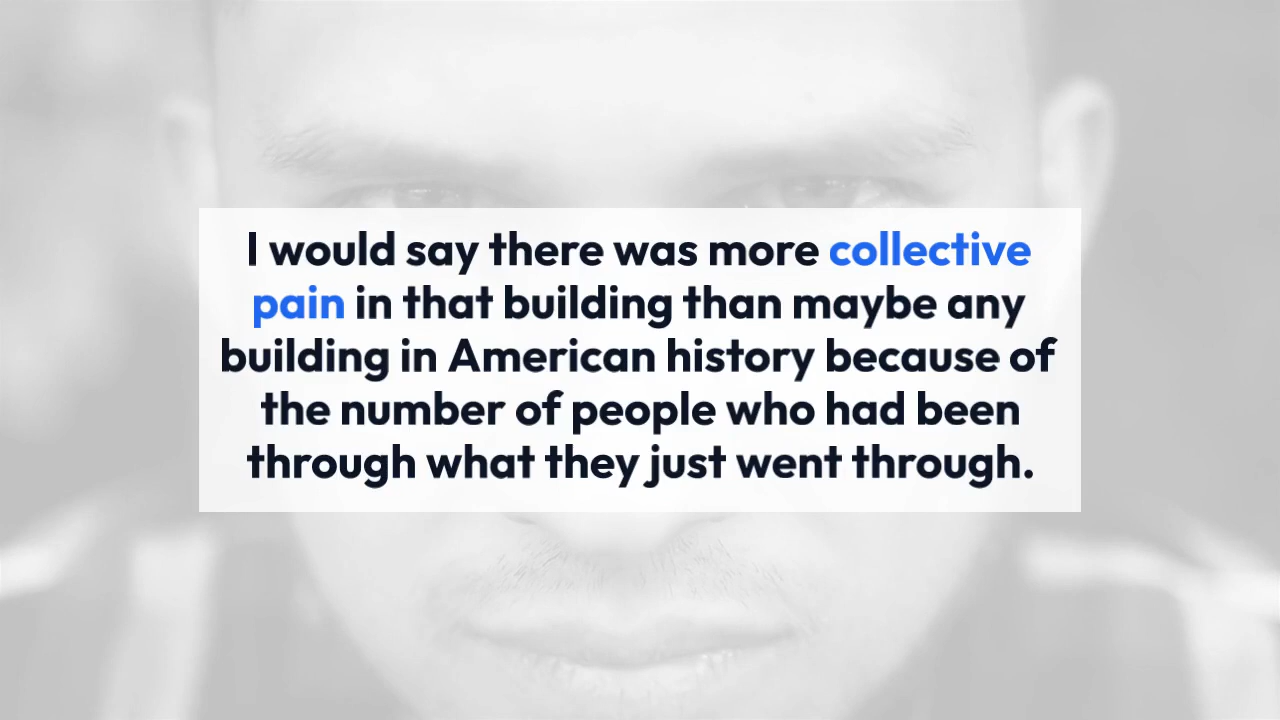 I would say there was more collective
pain in that building than maybe any
building in American history because of
the number of people who had been
through what they just went through.